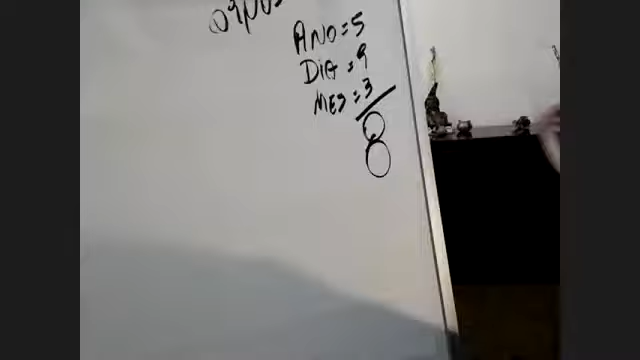 ANO = 5
DIA = 9
MES = 3
8